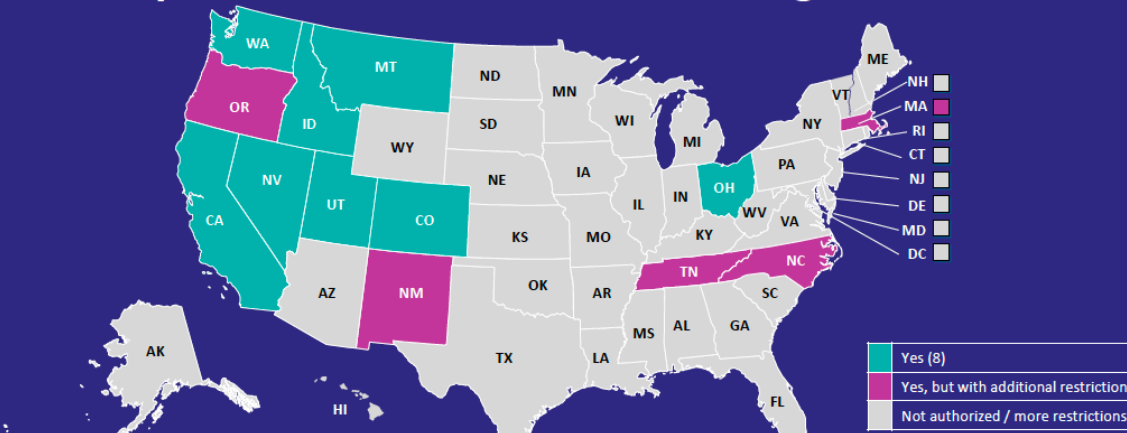 WA
MT
ND
MN
ME
OR
ID
SD
WI
MI
NY
VT
NH
MA
RI
WY
NE
IA
PA
CT
NV
UT
CO
IL
IN
OH
NJ
CA
KS
MO
KY
WV
VA
DE
MD
DC
AZ
NM
OK
AR
TN
NC
SC
TX
LA
MS
AL
GA
FL
AK
HI
Yes (8)
Yes, but with additional restriction
Not authorized / more restrictions